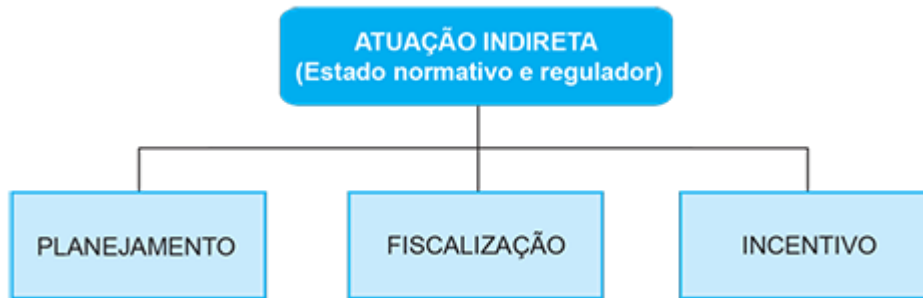 ATUAÇÃO INDIRETA
(Estado normativo e regulador)
PLANEJAMENTO
FISCALIZAÇÃO
INCENTIVO